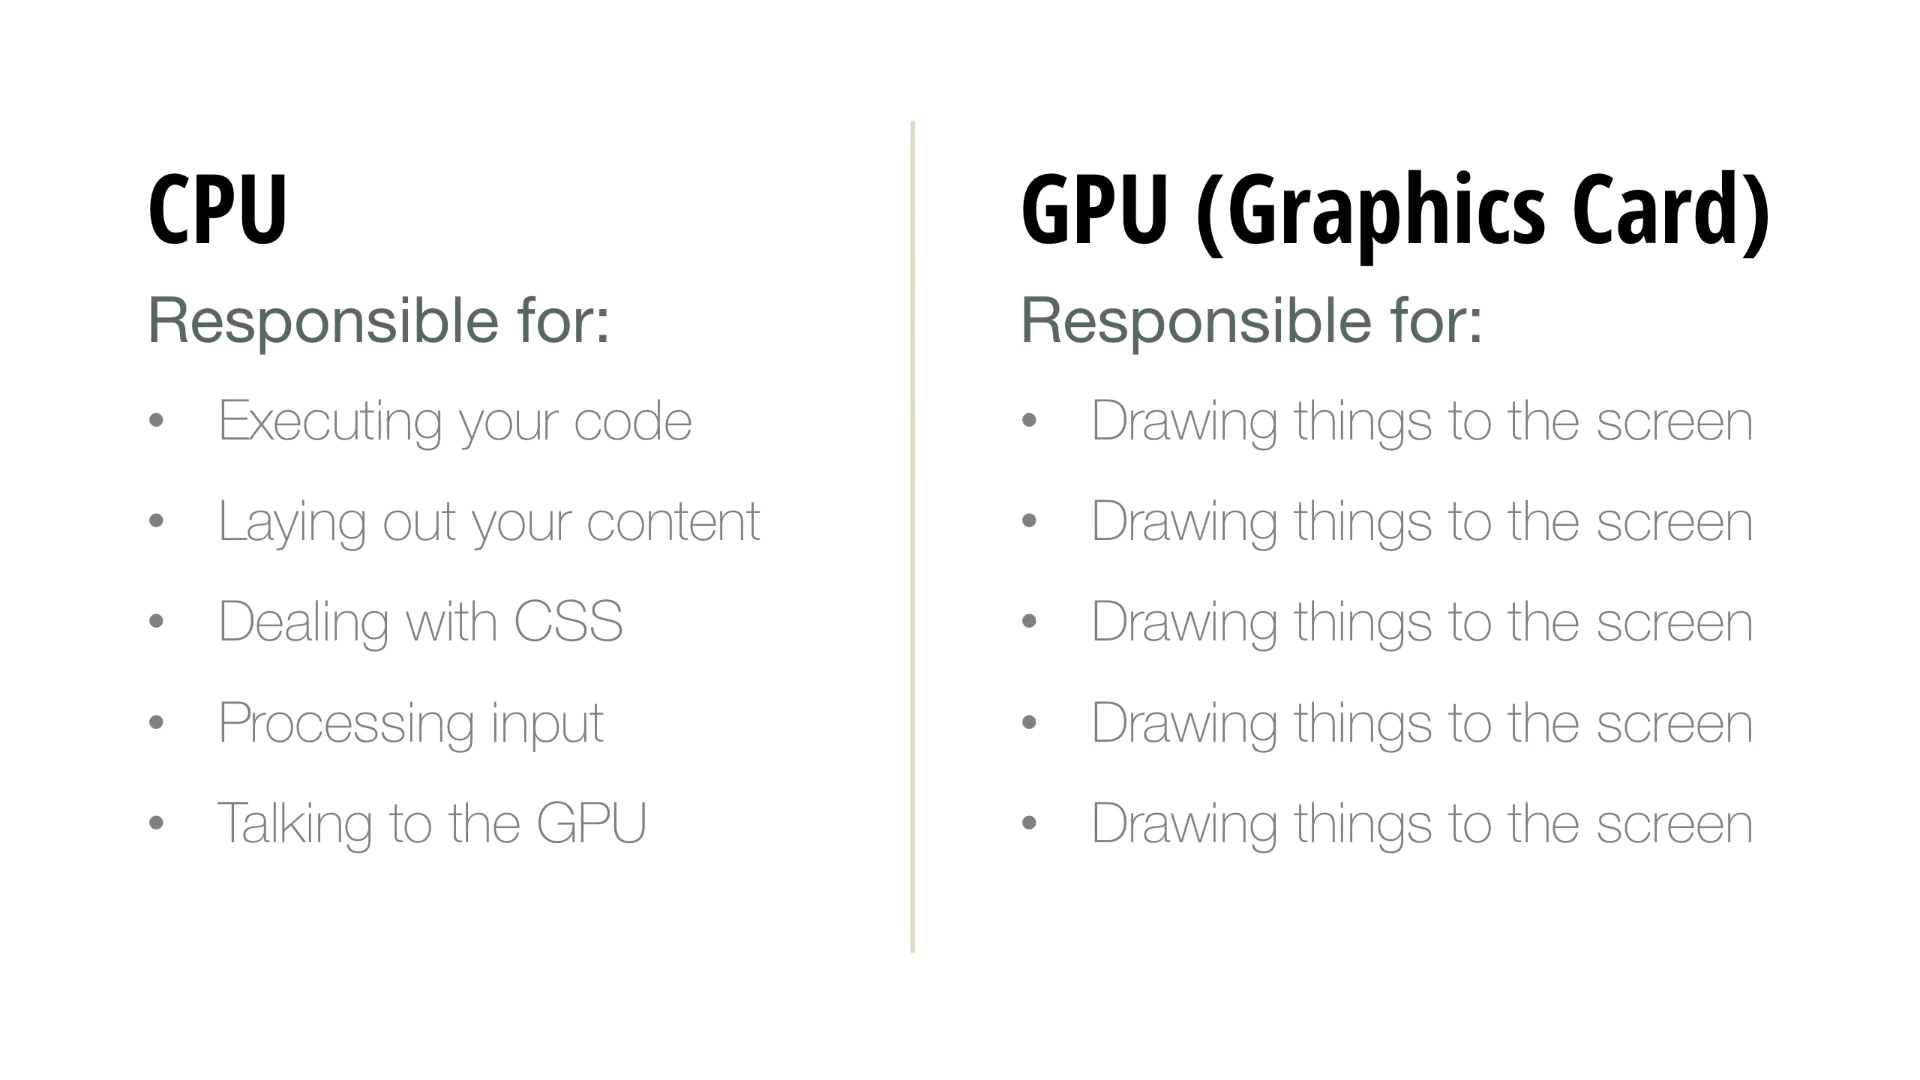 CPU
Responsible for:
• Executing your code
• Laying out your content
• Dealing with CSS
• Processing input
• Talking to the GPU
GPU (Graphics Card)
Responsible for:
• Drawing things to the screen
• Drawing things to the screen
• Drawing things to the screen
• Drawing things to the screen
• Drawing things to the screen